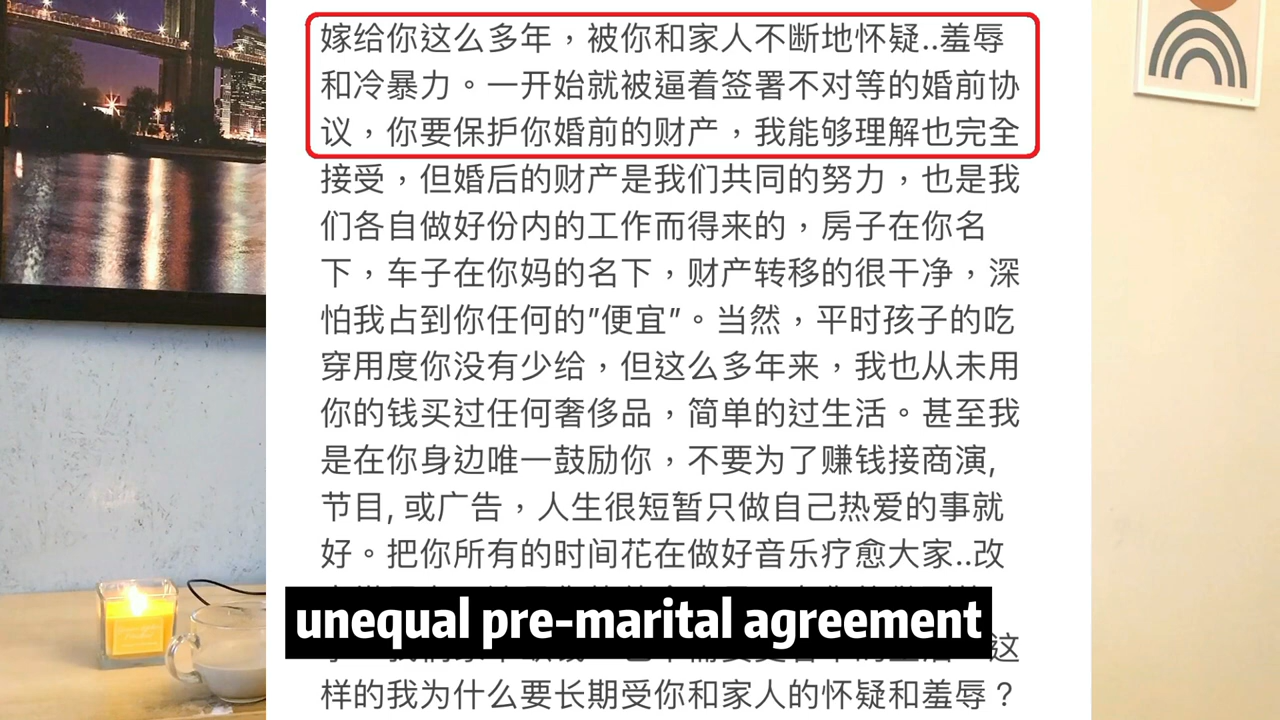 嫁给你这么多年，被你和家人不断地怀疑..羞辱
和冷暴力。一开始就被逼着签署不对等的婚前协
议，你要保护你婚前的财产，我能够理解也完全
接受，但婚后的财产是我们共同的努力，也是我
们各自做好份内的工作而得来的，房子在你名
下，车子在你妈的名下，财产转移的很干净，深
怕我占到你任何的"便宜"。当然，平时孩子的吃
穿用度你没有少给，但这么多年来，我也从未用
你的钱买过任何奢侈品，简单的过生活。甚至我
是在你身边唯一鼓励你，不要为了赚钱接商演,
节目, 或广告，人生很短暂只做自己热爱的事就
好。把你所有的时间花在做好音乐疗愈大家..改
unequal pre-marital agreement
这
样的我为什么要长期受你和家人的怀疑和羞辱？